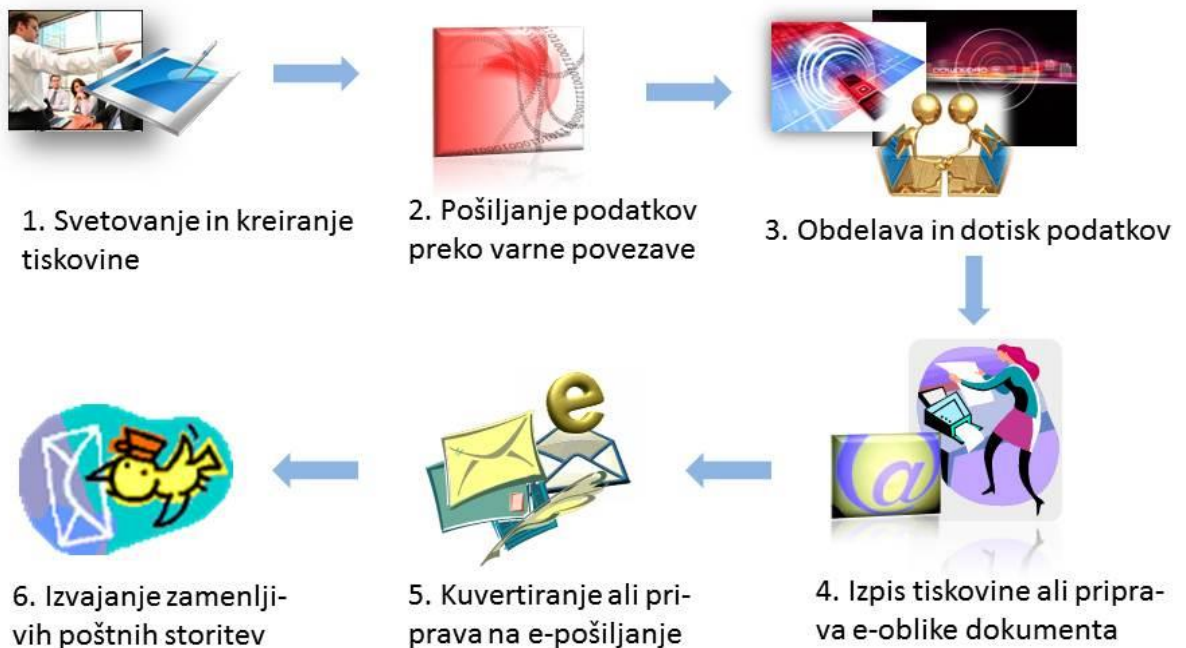 1. Svetovanje in kreiranje
tiskovine
2. Pošiljanje podatkov
preko varne povezave
3. Obdelava in dotisk podatkov
4. Izpis tiskovine ali pripra-
va e-oblike dokumenta
5. Kuvertiranje ali pri-
prava na e-pošiljanje
6. Izvajanje zamenlji-
vih poštnih storitev